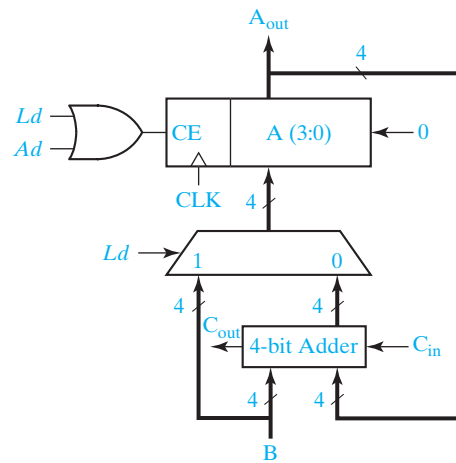 A_out
4
Ld
Ad
CE
A (3:0)
0
CLK
4
Ld
1
0
4
4
C_out
4-bit Adder
C_in
4
4
B